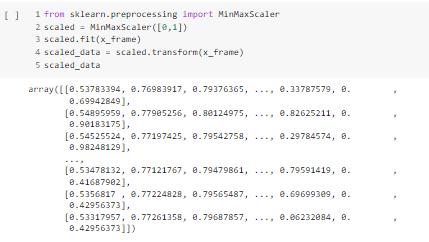 [ ] 1 from sklearn.preprocessing import MinMaxScaler
2 scaled = MinMaxScaler([0,1])
3 scaled.fit(x_frame)
4 scaled_data = scaled.transform(x_frame)
5 scaled_data
array([[0.53783394, 0.76983917, 0.79376365, ..., 0.33787579, 0. ,
0.69942849],
[0.54895959, 0.77905256, 0.80124975, ..., 0.82625211, 0. ,
0.90183175],
[0.54525524, 0.77197425, 0.79542758, ..., 0.29784574, 0. ,
0.98248129],
...,
[0.53478132, 0.77121767, 0.79479861, ..., 0.79591419, 0. ,
0.41687902],
[0.5356817 , 0.77224828, 0.79565487, ..., 0.69699309, 0. ,
0.42956373],
[0.53317957, 0.77261358, 0.79687857, ..., 0.06232084, 0. ,
0.42956373]])